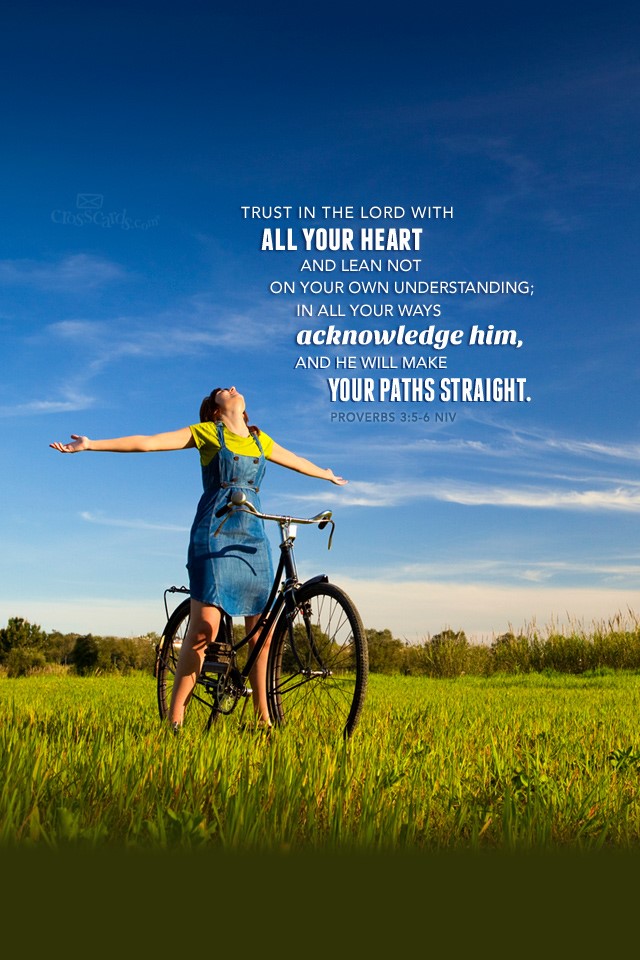 crosscards.com
TRUST IN THE LORD WITH
ALL YOUR HEART
AND LEAN NOT
ON YOUR OWN UNDERSTANDING;
IN ALL YOUR WAYS
acknowledge him,
AND HE WILL MAKE
YOUR PATHS STRAIGHT.
PROVERBS 3:5-6 NIV